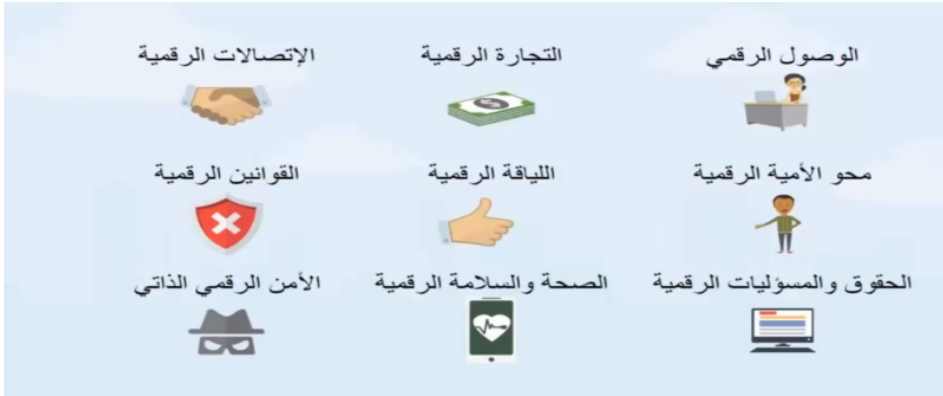 الوصول الرقمي
التجارة الرقمية
الإتصالات الرقمية
محو الأمية الرقمية
اللياقة الرقمية
القوانين الرقمية
الحقوق والمسؤليات الرقمية
الصحة والسلامة الرقمية
الأمن الرقمي الذاتي